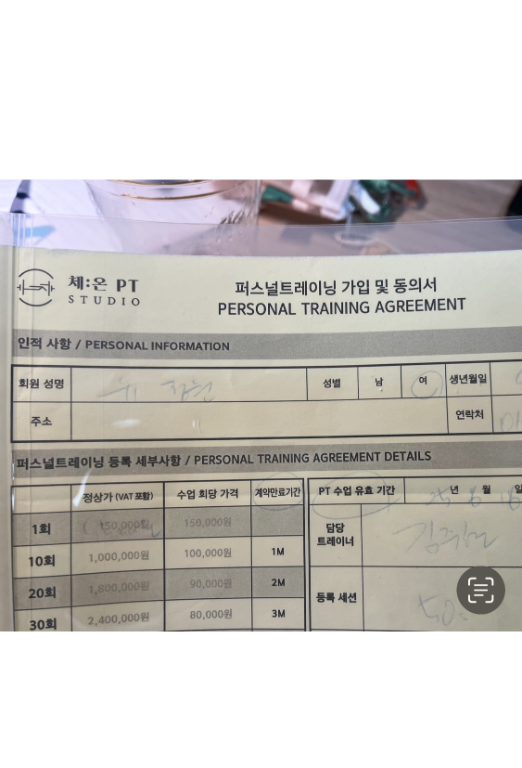 체:온 PT
STUDIO
퍼스널트레이닝 가입 및 동의서
PERSONAL TRAINING AGREEMENT
인적 사항 / PERSONAL INFORMATION
회원 성명 성별 남 여 생년월일
주소 연락처
퍼스널트레이닝 등록 세부사항 / PERSONAL TRAINING AGREEMENT DETAILS
정상가 (VAT 포함) 수업 회당 가격 계약만료기간 PT 수업 유효 기간 25 년 6 월 일
1회 150,000원 150,000원 담당 트레이너
10회 1,000,000원 100,000원 1M
20회 1,800,000원 90,000원 2M 등록 세션 50
30회 2,400,000원 80,000원 3M